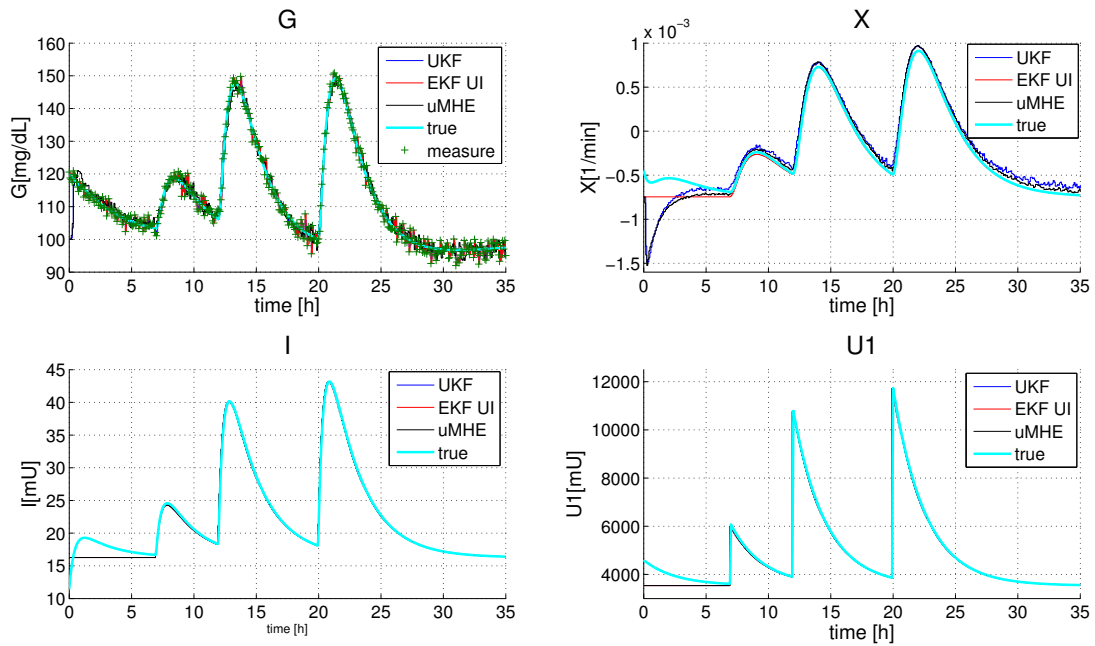 G
160
150
140
130
120
110
100
90
G[mg/dL]
0 5 10 15 20 25 30 35
time [h]
UKF
EKF UI
uMHE
true
measure
X
x 10⁻³
1
0.5
0
−0.5
−1
−1.5
X[1/min]
0 5 10 15 20 25 30 35
time [h]
UKF
EKF UI
uMHE
true
I
45
40
35
30
25
20
15
10
I[mU]
0 5 10 15 20 25 30 35
time [h]
UKF
EKF UI
uMHE
true
U1
12000
10000
8000
6000
4000
U1[mU]
0 5 10 15 20 25 30 35
time [h]
UKF
EKF UI
uMHE
true